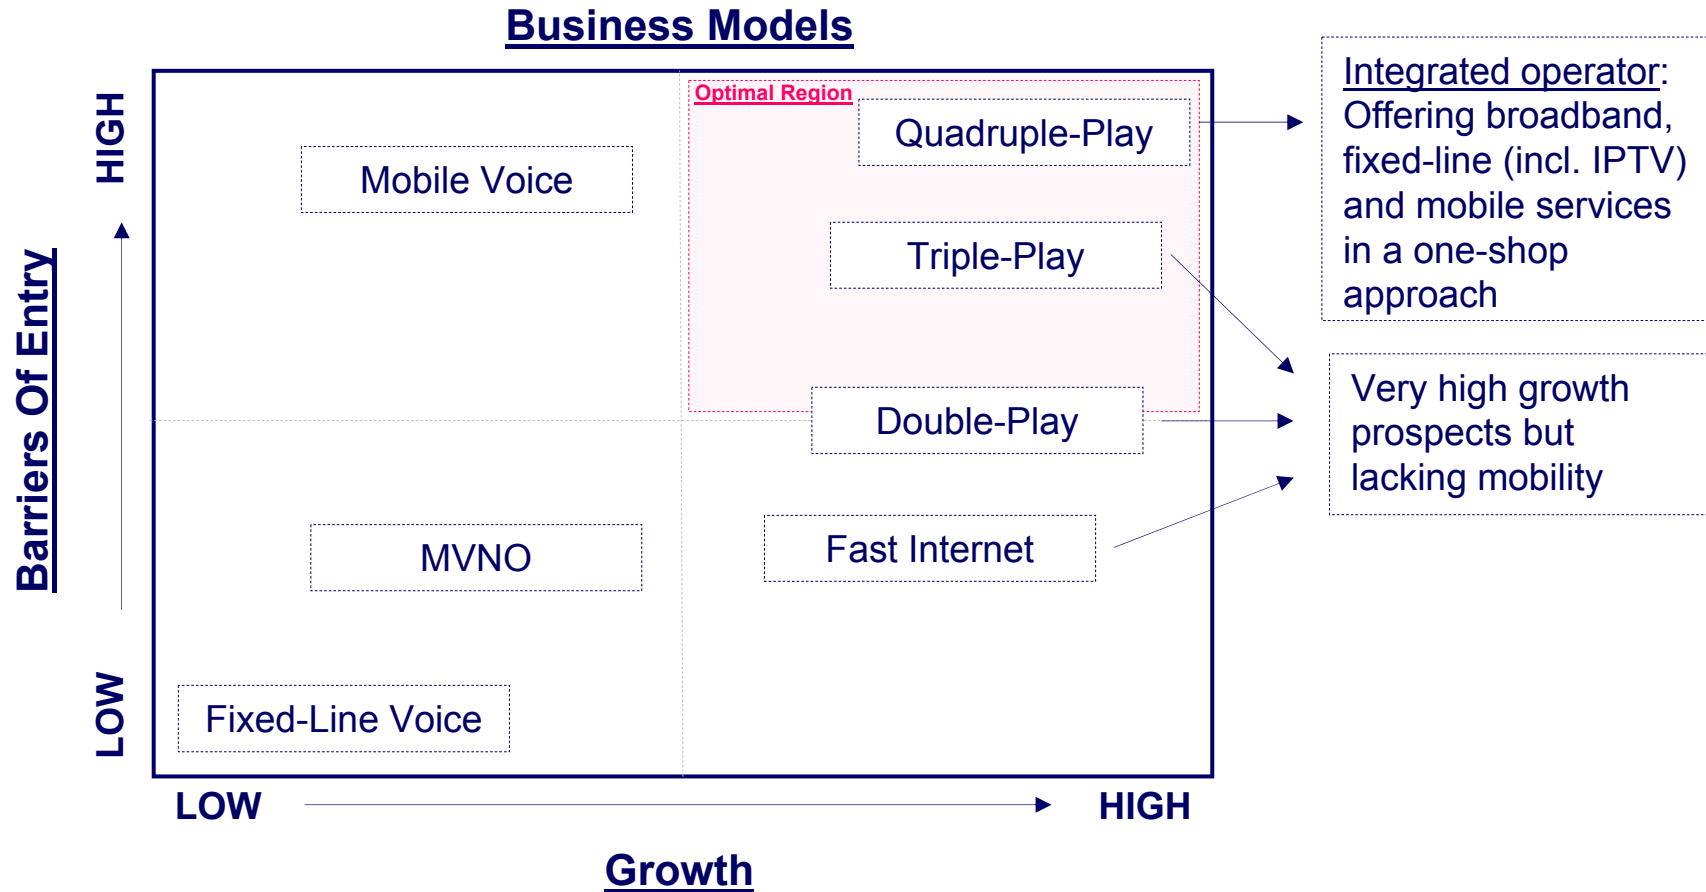 Business Models
Barriers Of Entry
HIGH
LOW
Optimal Region
Quadruple-Play
Mobile Voice
Triple-Play
Double-Play
MVNO
Fast Internet
Fixed-Line Voice
LOW
HIGH
Growth
Integrated operator:
Offering broadband,
fixed-line (incl. IPTV)
and mobile services
in a one-shop
approach
Very high growth
prospects but
lacking mobility